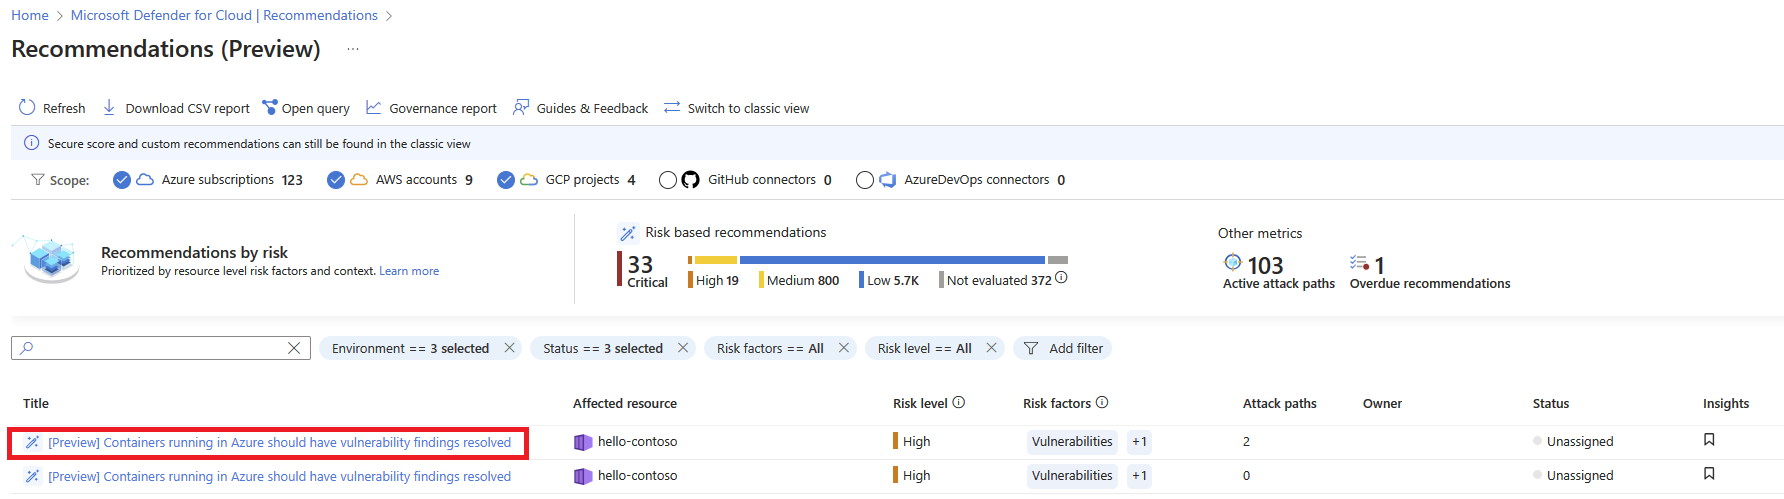 Home > Microsoft Defender for Cloud | Recommendations >
Recommendations (Preview) ...
Refresh Download CSV report Open query Governance report Guides & Feedback Switch to classic view
Secure score and custom recommendations can still be found in the classic view
Scope: Azure subscriptions 123 AWS accounts 9 GCP projects 4 GitHub connectors 0 AzureDevOps connectors 0
Recommendations by risk
Prioritized by resource level risk factors and context. Learn more
Risk based recommendations
33
Critical
High 19 Medium 800 Low 5.7K Not evaluated 372
Other metrics
103
Active attack paths
1
Overdue recommendations
Environment == 3 selected Status == 3 selected Risk factors == All Risk level == All Add filter
Title Affected resource Risk level Risk factors Attack paths Owner Status Insights
[Preview] Containers running in Azure should have vulnerability findings resolved hello-contoso High Vulnerabilities +1 2 Unassigned
[Preview] Containers running in Azure should have vulnerability findings resolved hello-contoso High Vulnerabilities +1 0 Unassigned